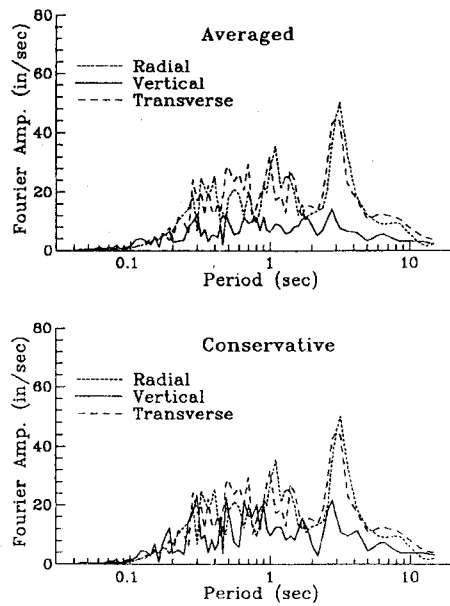 Averaged
80
60
40
20
0
Fourier Amp. (in/sec)
Radial
Vertical
Transverse
0.1
1
10
Period (sec)
Conservative
80
60
40
20
0
Fourier Amp. (in/sec)
Radial
Vertical
Transverse
0.1
1
10
Period (sec)